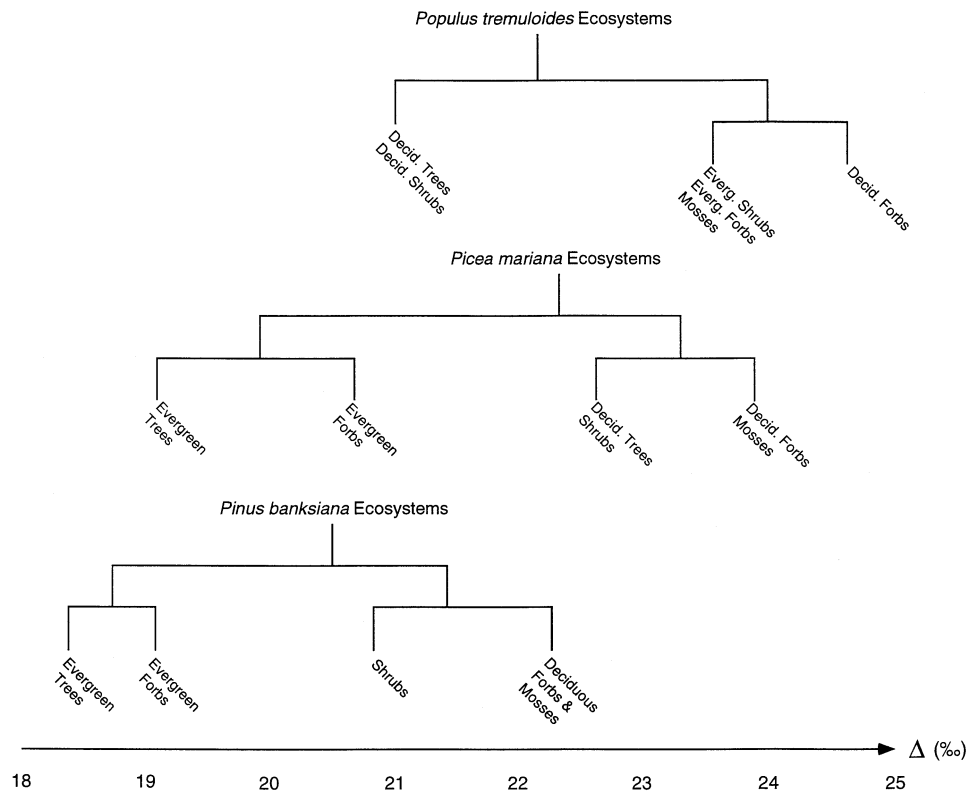 Populus tremuloides Ecosystems
Decid. Trees
Decid. Shrubs
Everg. Shrubs
Everg. Forbs
Mosses
Decid. Forbs
Picea mariana Ecosystems
Evergreen
Trees
Evergreen
Forbs
Decid. Trees
Shrubs
Decid. Forbs
Mosses
Pinus banksiana Ecosystems
Evergreen
Trees
Evergreen
Forbs
Shrubs
Deciduous
Forbs &
Mosses
Δ (‰)
18 19 20 21 22 23 24 25